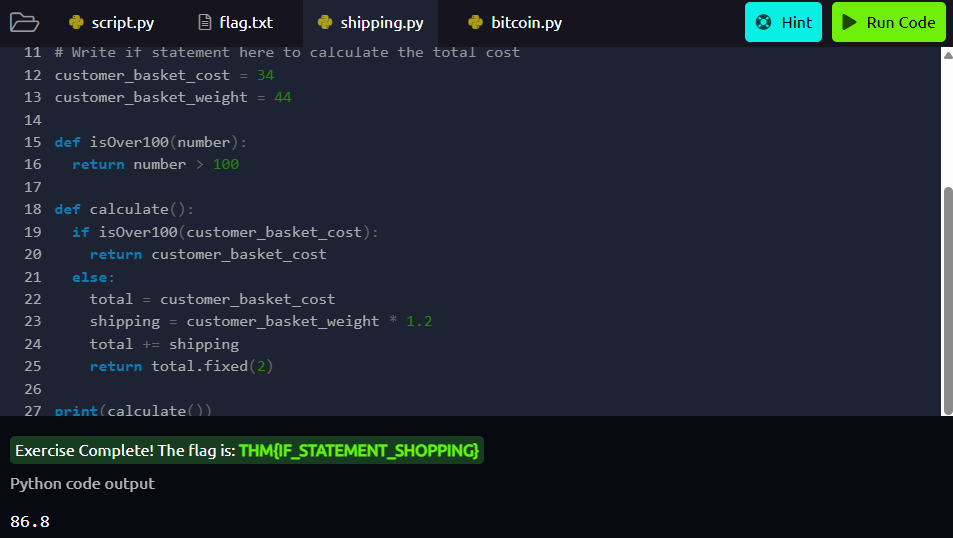 script.py flag.txt shipping.py bitcoin.py Hint Run Code
11 # Write if statement here to calculate the total cost
12 customer_basket_cost = 34
13 customer_basket_weight = 44
14
15 def isOver100(number):
16   return number > 100
17
18 def calculate():
19   if isOver100(customer_basket_cost):
20     return customer_basket_cost
21   else:
22     total = customer_basket_cost
23     shipping = customer_basket_weight * 1.2
24     total += shipping
25     return total.fixed(2)
26
27 print(calculate())
Exercise Complete! The flag is: THM{IF_STATEMENT_SHOPPING}
Python code output
86.8